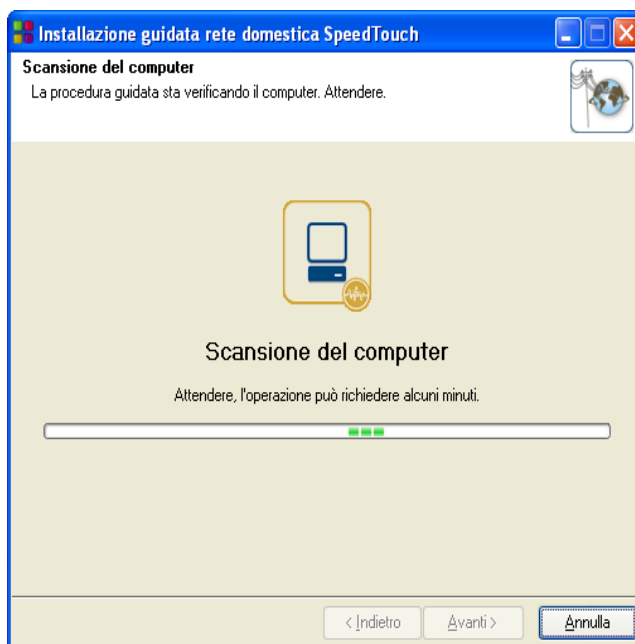 Installazione guidata rete domestica SpeedTouch
Scansione del computer
La procedura guidata sta verificando il computer. Attendere.
Scansione del computer
Attendere, l'operazione può richiedere alcuni minuti.
< Indietro
Avanti >
Annulla